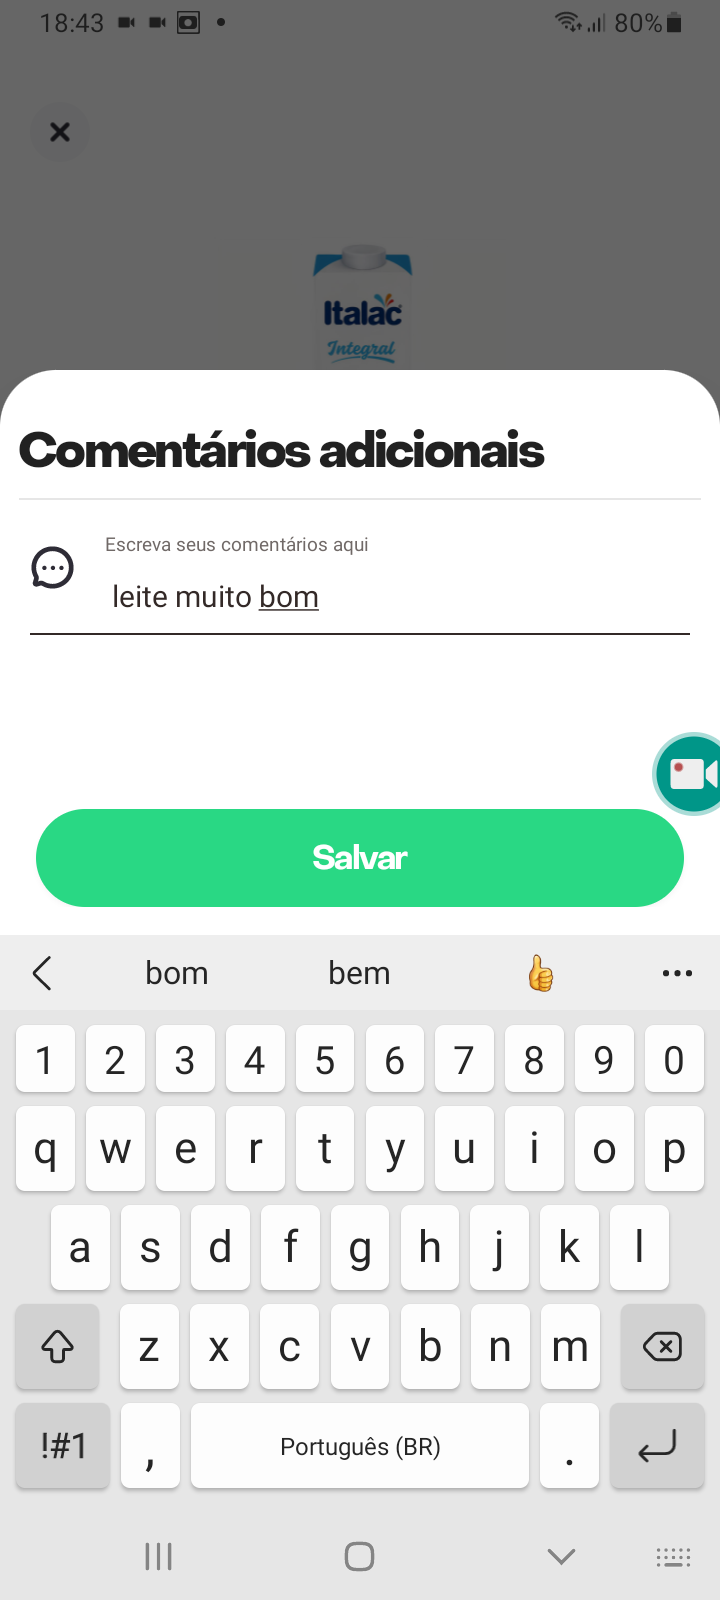 18:43 80%
Italac
Integral
Comentários adicionais
Escreva seus comentários aqui
leite muito bom
Salvar
bom bem 👍 •••
1 2 3 4 5 6 7 8 9 0
q w e r t y u i o p
a s d f g h j k l
z x c v b n m
!#1 , Português (BR) .